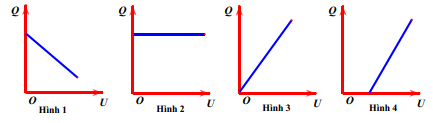 Q Q Q Q
O U O U O U O U
Hình 1 Hình 2 Hình 3 Hình 4